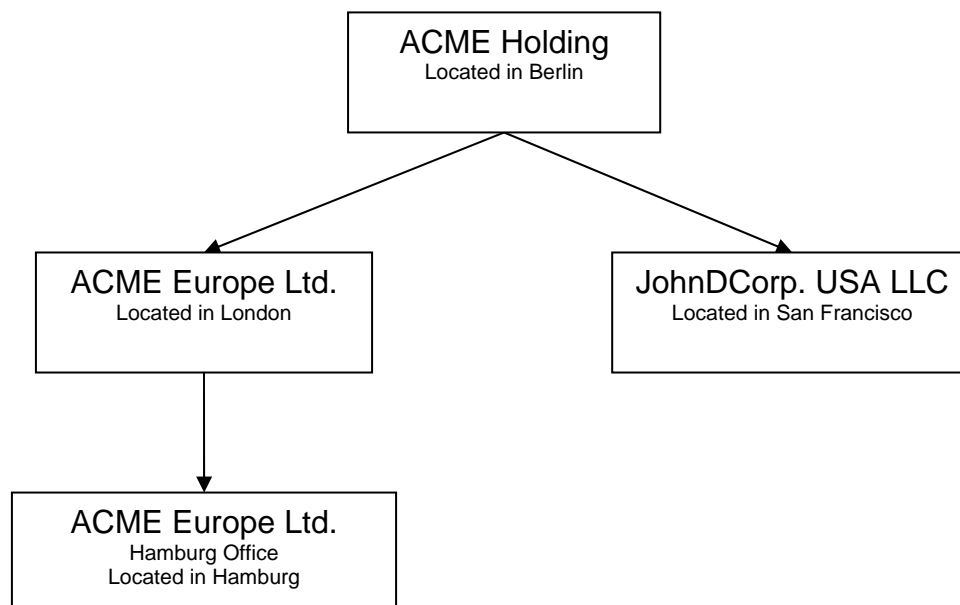 ACME Holding
Located in Berlin
ACME Europe Ltd.
Located in London
JohnDCorp. USA LLC
Located in San Francisco
ACME Europe Ltd.
Hamburg Office
Located in Hamburg